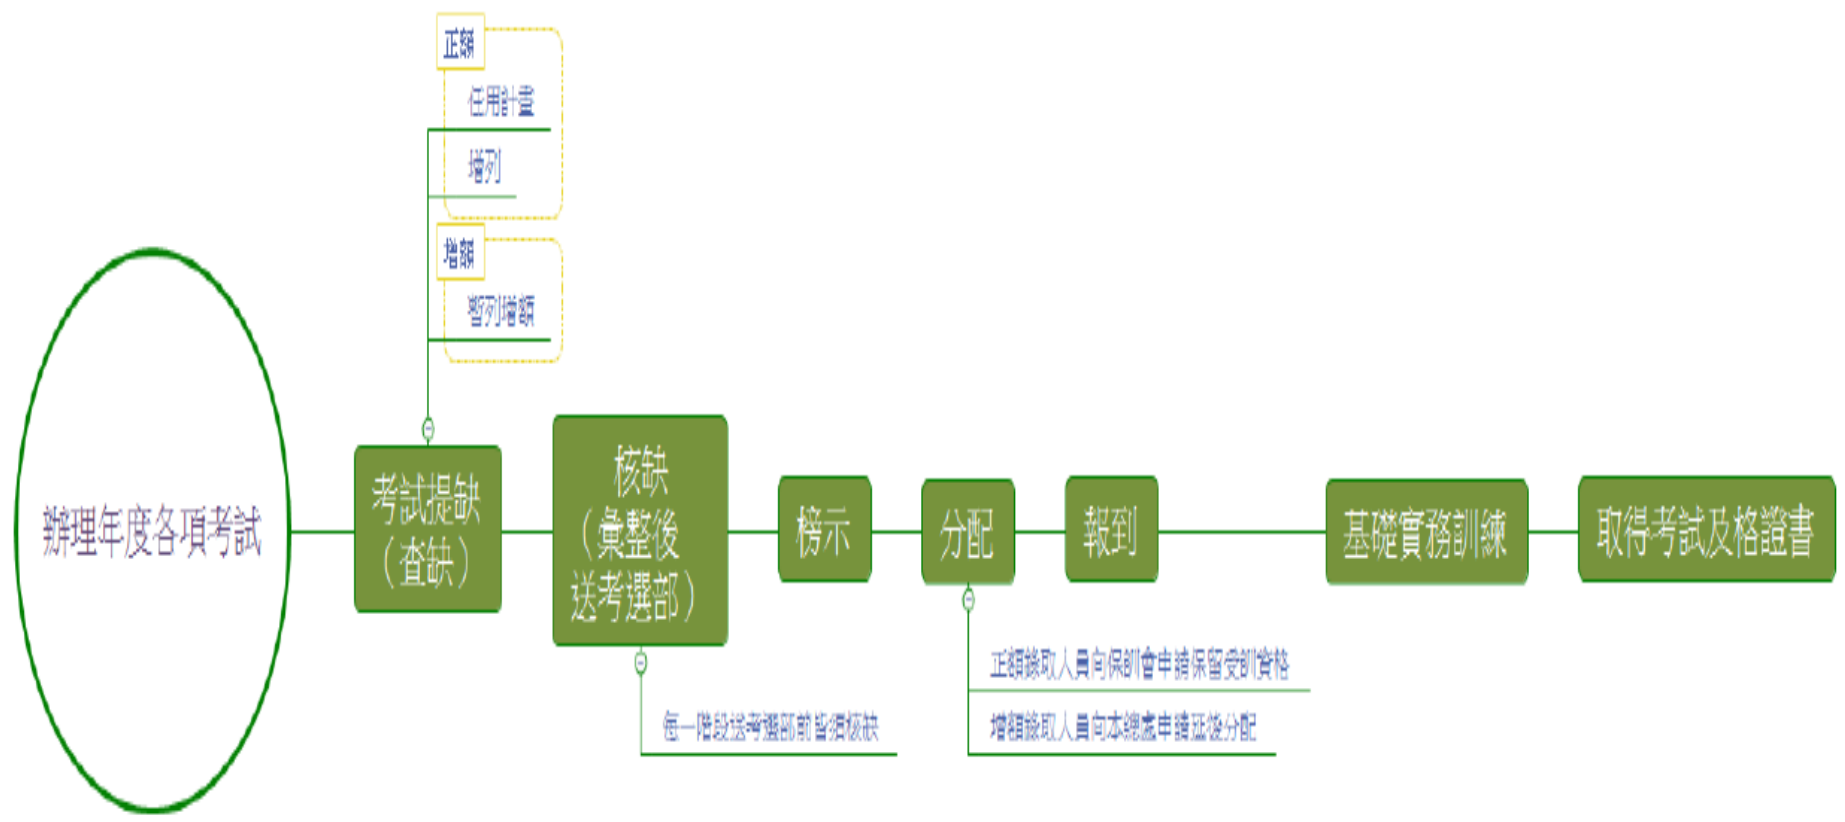 正額
任用計畫
增列
增額
暫列增額
辦理年度各項考試
考試提缺
（查缺）
核缺
（彙整後
送考選部）
榜示
分配
報到
基礎實務訓練
取得考試及格證書
每一階段送考選部前皆須核缺
正額錄取人員向保訓會申請保留受訓資格
增額錄取人員向本總處申請延後分配